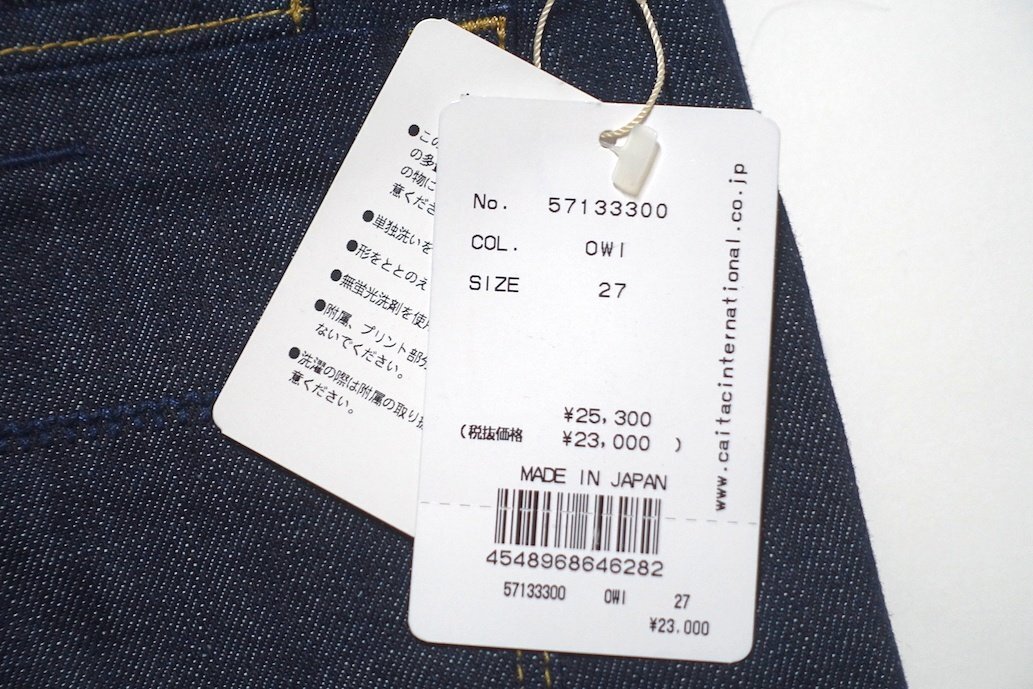 ●この
の多
の物に
意くださ
●単独洗いを
●形をととのえ
●無蛍光洗剤を使用
●附属、プリント部分
ないでください。
●洗濯の際は附属の取り扱
意ください。
No. 57133300
COL. OWI
SIZE 27
¥25,300
(税抜価格 ¥23,000 )
MADE IN JAPAN
4548968646282
57133300 OWI 27
¥23,000
www.caitacinternational.co.jp